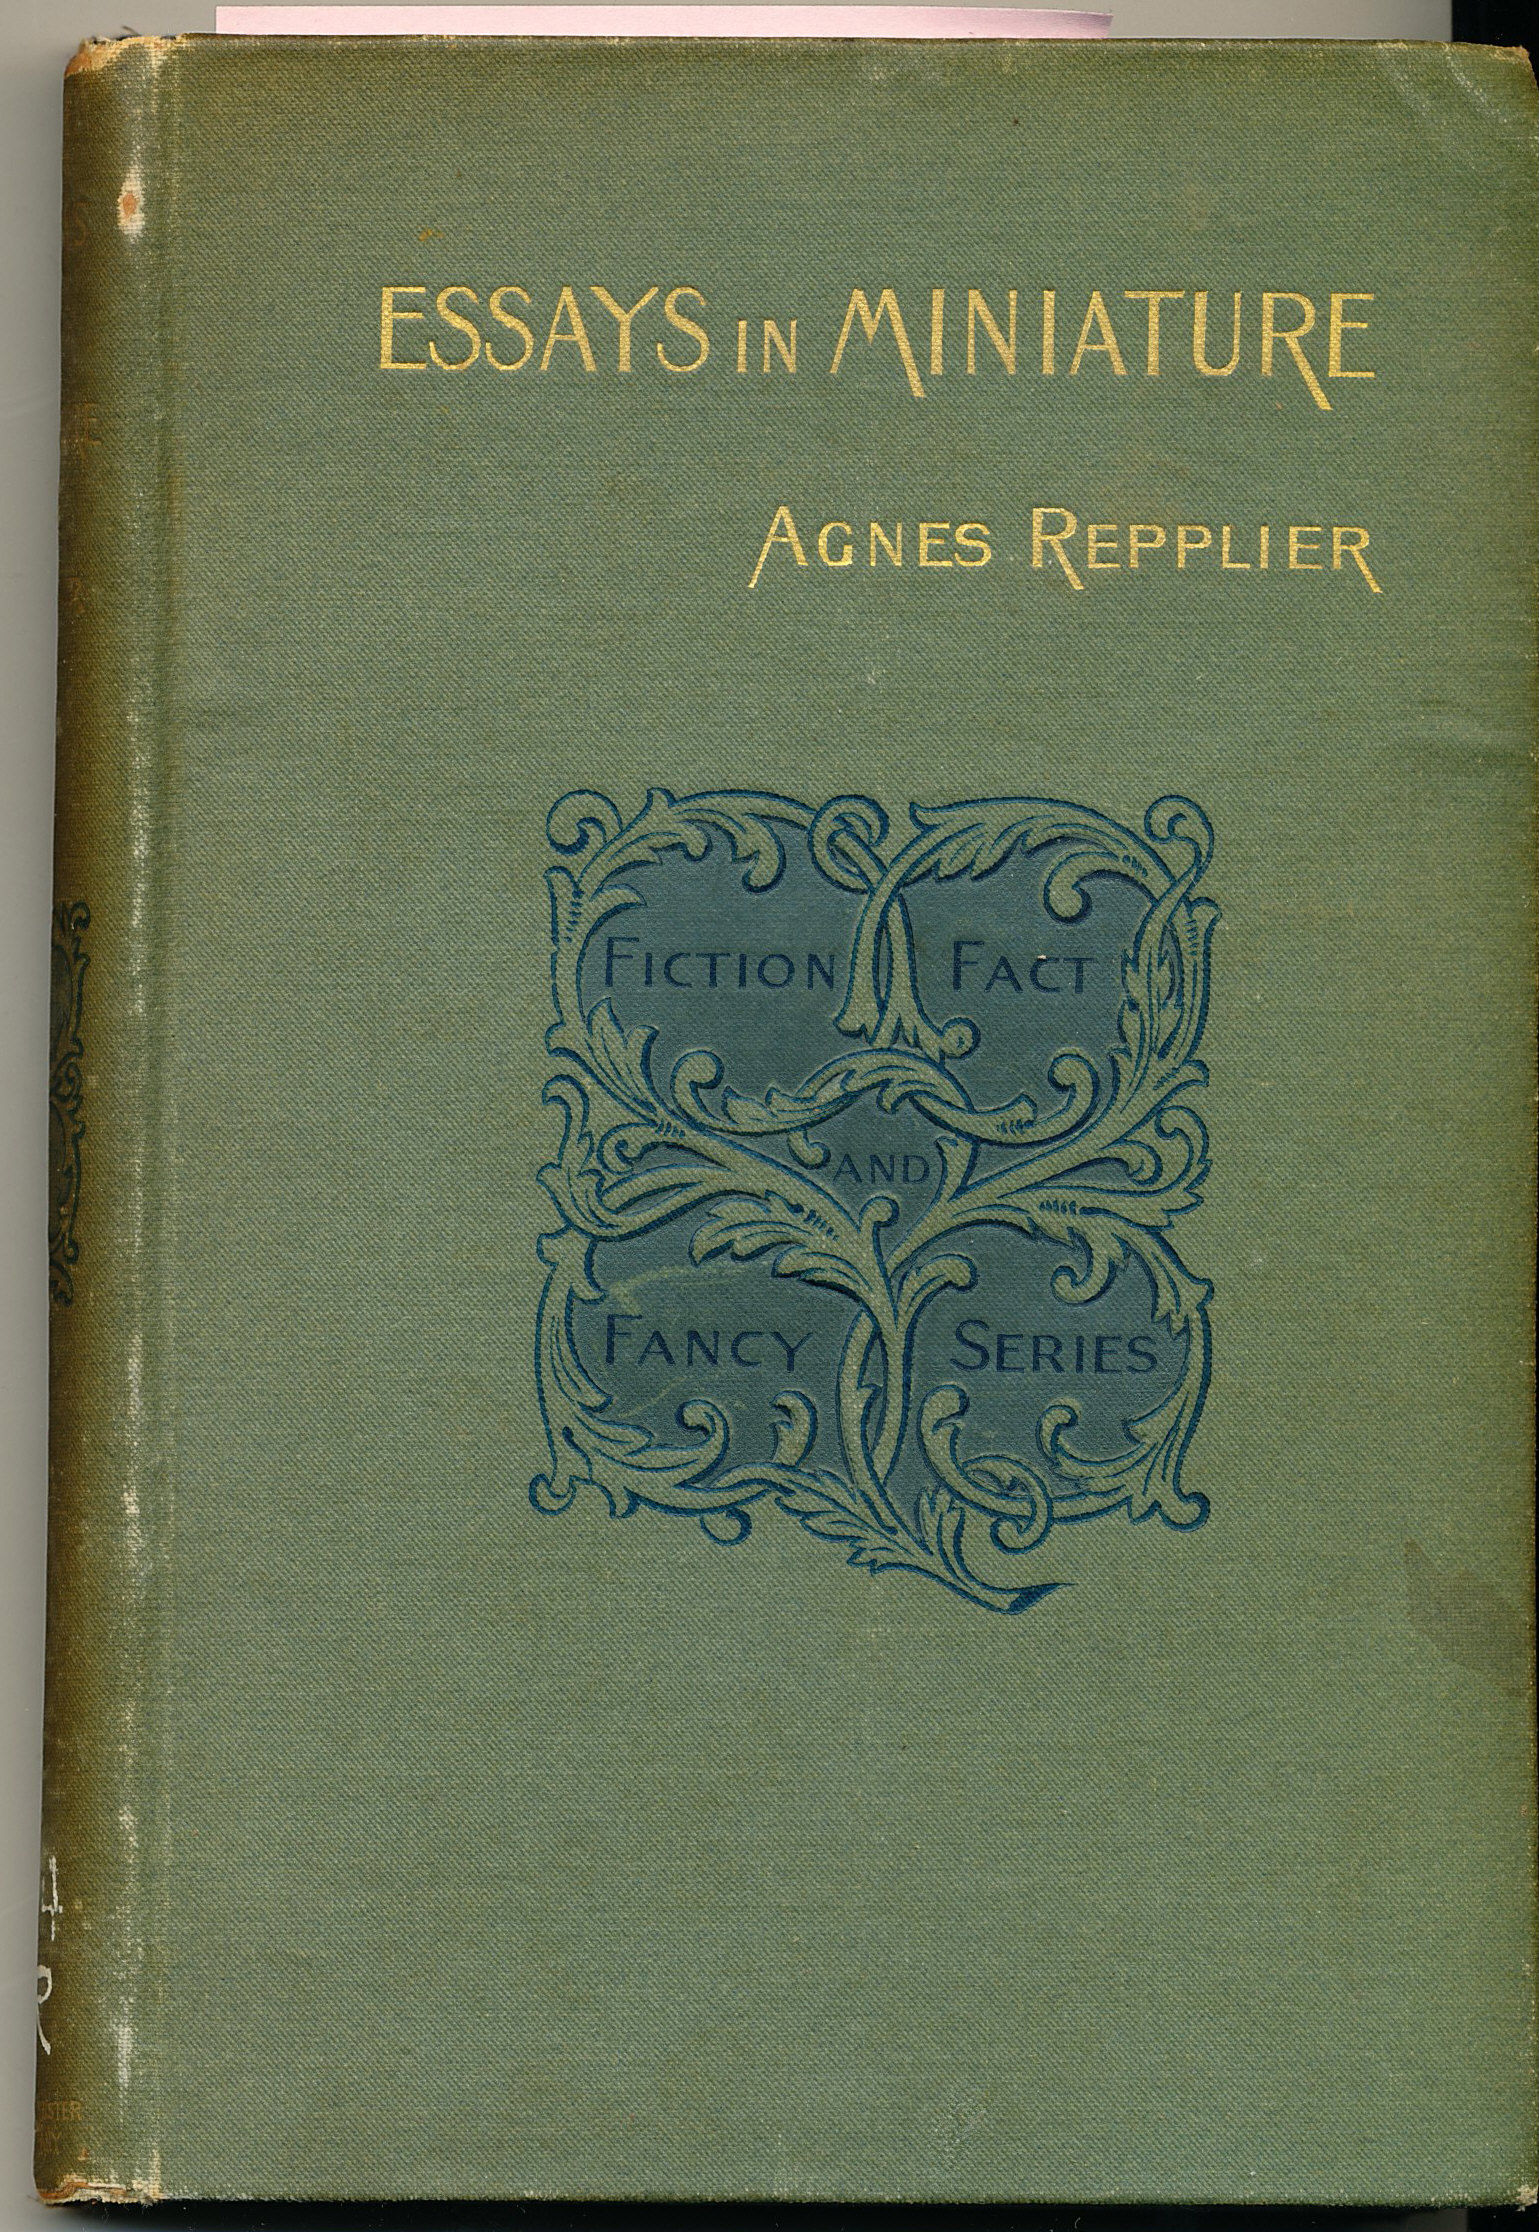 ESSAYS IN MINIATURE
AGNES REPPLIER
FICTION FACT
AND
FANCY SERIES